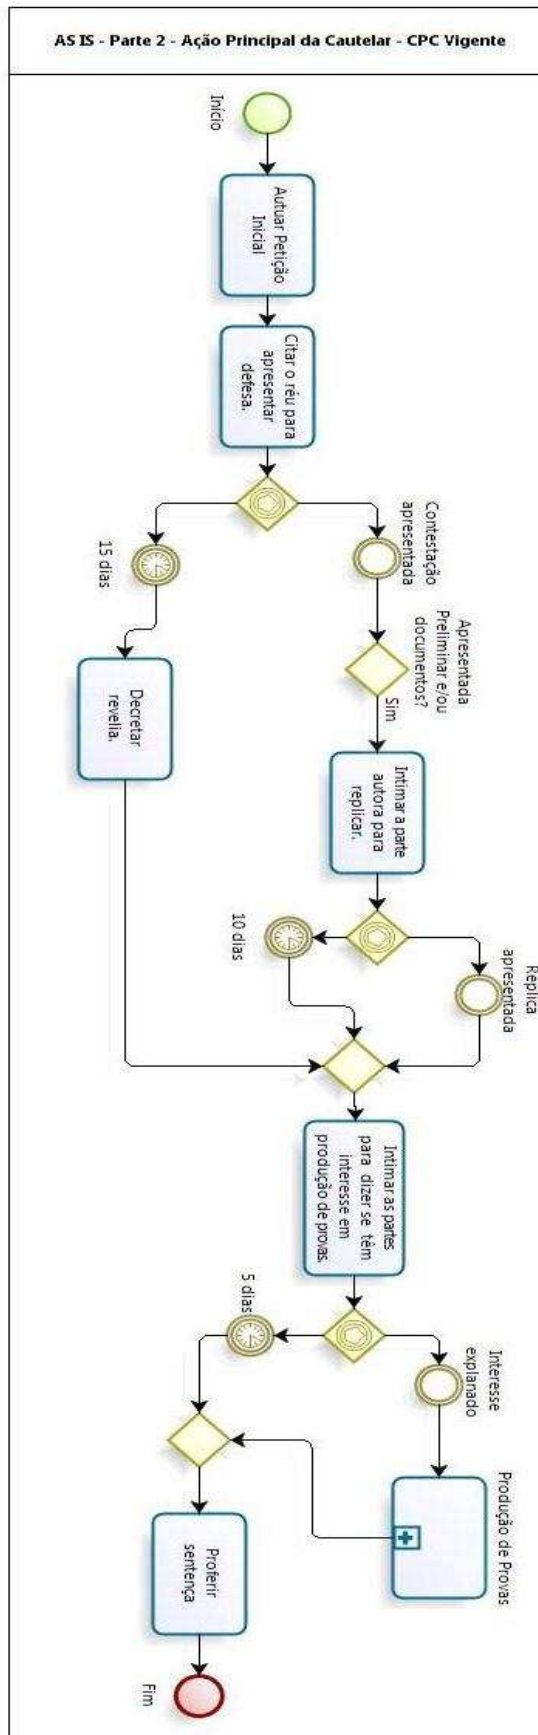 AS IS - Parte 2 - Ação Principal da Cautelar - CPC Vigente
Início
Autuar Petição
Inicial
Citar o réu para
apresentar
defesa.
Contestação
apresentada
15 dias
Apresentada
Preliminar e/ou
documentos?
Sim
Decretar
revelia.
Intimar a parte
autora para
replicar.
10 dias
Replica
apresentada
Intimar as partes
para dizer se têm
interesse em
produção de provas.
5 dias
Interesse
explanado
Produção de Provas
Proferir
sentença
Fim